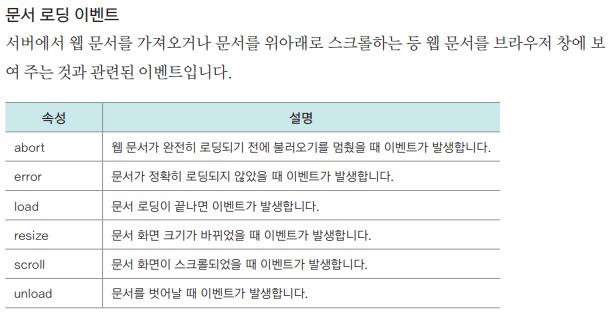 문서 로딩 이벤트
서버에서 웹 문서를 가져오거나 문서를 위아래로 스크롤하는 등 웹 문서를 브라우저 창에 보
여 주는 것과 관련된 이벤트입니다.
속성 설명
abort 웹 문서가 완전히 로딩되기 전에 불러오기를 멈췄을 때 이벤트가 발생합니다.
error 문서가 정확히 로딩되지 않았을 때 이벤트가 발생합니다.
load 문서 로딩이 끝나면 이벤트가 발생합니다.
resize 문서 화면 크기가 바뀌었을 때 이벤트가 발생합니다.
scroll 문서 화면이 스크롤되었을 때 이벤트가 발생합니다.
unload 문서를 벗어날 때 이벤트가 발생합니다.